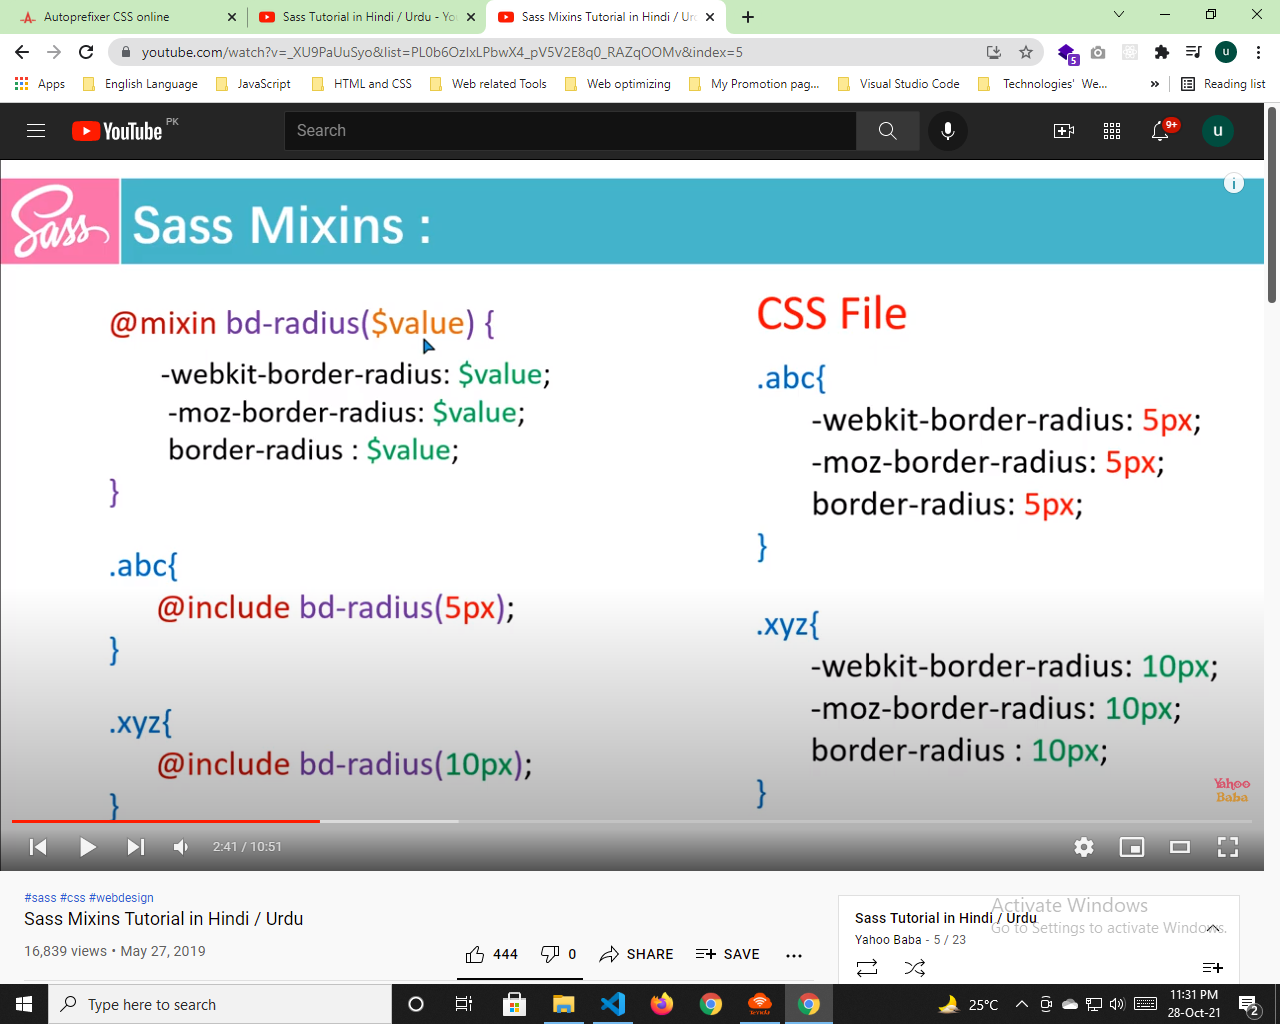 Autoprefixer CSS online
Sass Tutorial in Hindi / Urdu - Yo
Sass Mixins Tutorial in Hindi / Ur
youtube.com/watch?v=_XU9PaUuSyo&list=PL0b6OzIxLPbwX4_pV5V2E8q0_RAZqOOMv&index=5
5
u
Apps
English Language
JavaScript
HTML and CSS
Web related Tools
Web optimizing
My Promotion pag...
Visual Studio Code
Technologies' We...
»
Reading list
YouTube PK
Search
9+
u
Sass
Sass Mixins :
i
@mixin bd-radius($value) {
-webkit-border-radius: $value;
-moz-border-radius: $value;
border-radius : $value;
}
.abc{
@include bd-radius(5px);
}
.xyz{
@include bd-radius(10px);
}
CSS File
.abc{
-webkit-border-radius: 5px;
-moz-border-radius: 5px;
border-radius: 5px;
}
.xyz{
-webkit-border-radius: 10px;
-moz-border-radius: 10px;
border-radius : 10px;
}
Yahoo
Baba
2:41 / 10:51
#sass #css #webdesign
Sass Mixins Tutorial in Hindi / Urdu
16,839 views • May 27, 2019
444
0
SHARE
SAVE
Sass Tutorial in Hindi / Urdu
Yahoo Baba - 5 / 23
Activate Windows
Go to Settings to activate Windows.
Type here to search
25°C
11:31 PM
28-Oct-21
2